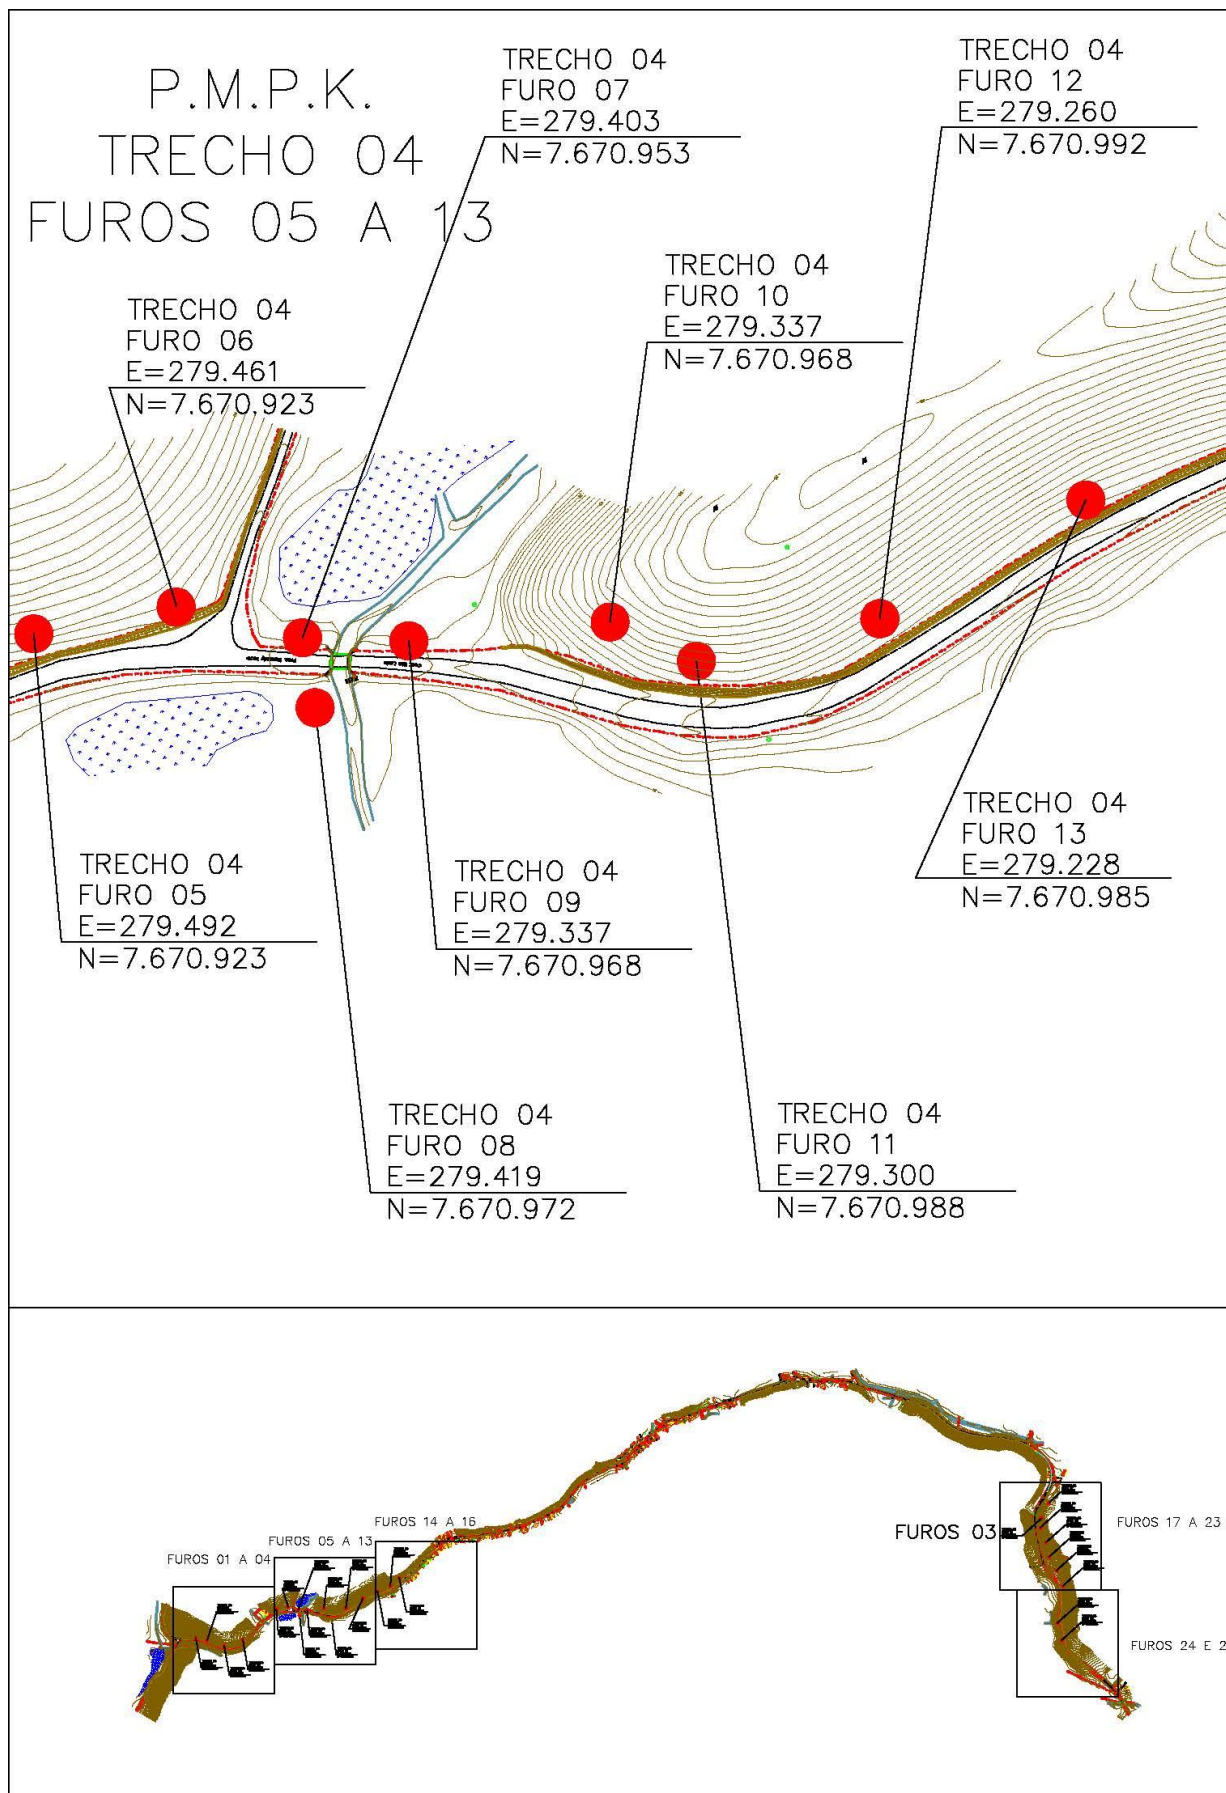 P.M.P.K.
TRECHO 04
FUROS 05 A 13
TRECHO 04
FURO 07
E=279.403
N=7.670.953
TRECHO 04
FURO 12
E=279.260
N=7.670.992
TRECHO 04
FURO 10
E=279.337
N=7.670.968
TRECHO 04
FURO 06
E=279.461
N=7.670.923
TRECHO 04
FURO 13
E=279.228
N=7.670.985
TRECHO 04
FURO 05
E=279.492
N=7.670.923
TRECHO 04
FURO 09
E=279.337
N=7.670.968
TRECHO 04
FURO 08
E=279.419
N=7.670.972
TRECHO 04
FURO 11
E=279.300
N=7.670.988
FUROS 01 A 04
FUROS 05 A 13
FUROS 14 A 16
FUROS 03
FUROS 17 A 23
FUROS 24 E 2